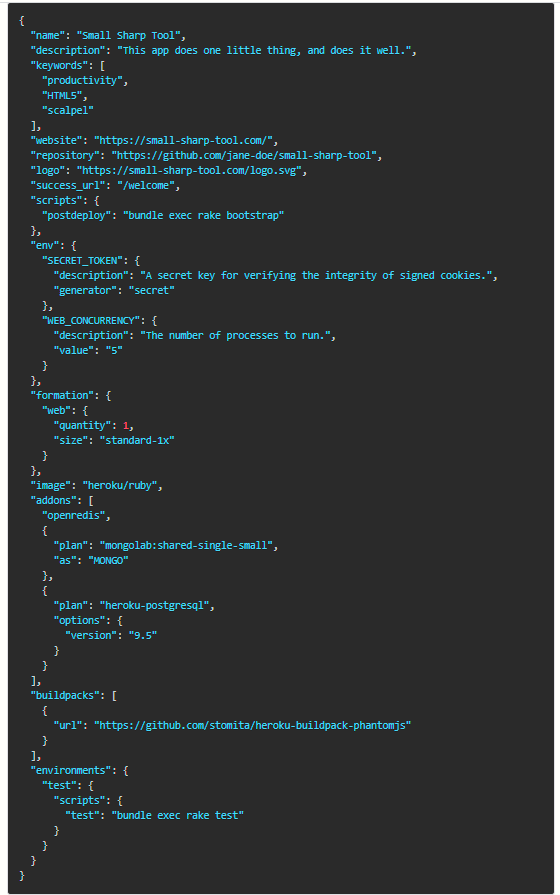 {
  "name": "Small Sharp Tool",
  "description": "This app does one little thing, and does it well.",
  "keywords": [
    "productivity",
    "HTML5",
    "scalpel"
  ],
  "website": "https://small-sharp-tool.com/",
  "repository": "https://github.com/jane-doe/small-sharp-tool",
  "logo": "https://small-sharp-tool.com/logo.svg",
  "success_url": "/welcome",
  "scripts": {
    "postdeploy": "bundle exec rake bootstrap"
  },
  "env": {
    "SECRET_TOKEN": {
      "description": "A secret key for verifying the integrity of signed cookies.",
      "generator": "secret"
    },
    "WEB_CONCURRENCY": {
      "description": "The number of processes to run.",
      "value": "5"
    }
  },
  "formation": {
    "web": {
      "quantity": 1,
      "size": "standard-1x"
    }
  },
  "image": "heroku/ruby",
  "addons": [
    "openredis",
    {
      "plan": "mongolab:shared-single-small",
      "as": "MONGO"
    },
    {
      "plan": "heroku-postgresql",
      "options": {
        "version": "9.5"
      }
    }
  ],
  "buildpacks": [
    {
      "url": "https://github.com/stomita/heroku-buildpack-phantomjs"
    }
  ],
  "environments": {
    "test": {
      "scripts": {
        "test": "bundle exec rake test"
      }
    }
  }
}